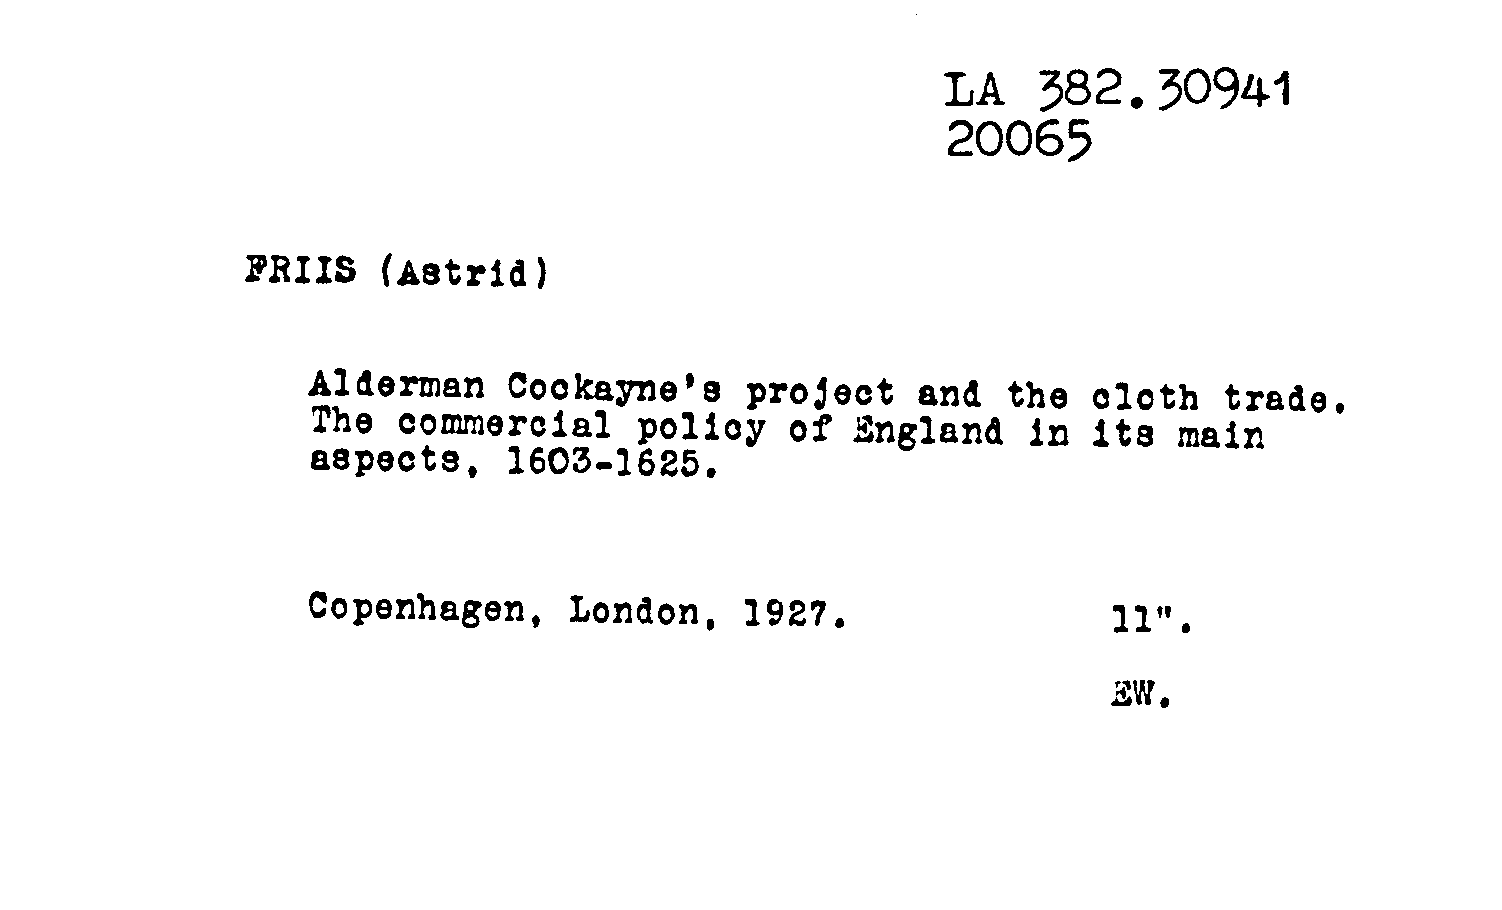 LA 382.30941
20065
FRIIS (Astrid)
Alderman Cockayne's project and the cloth trade.
The commercial policy of England in its main
aspects, 1603-1625.
Copenhagen, London, 1927. 11".
EW.